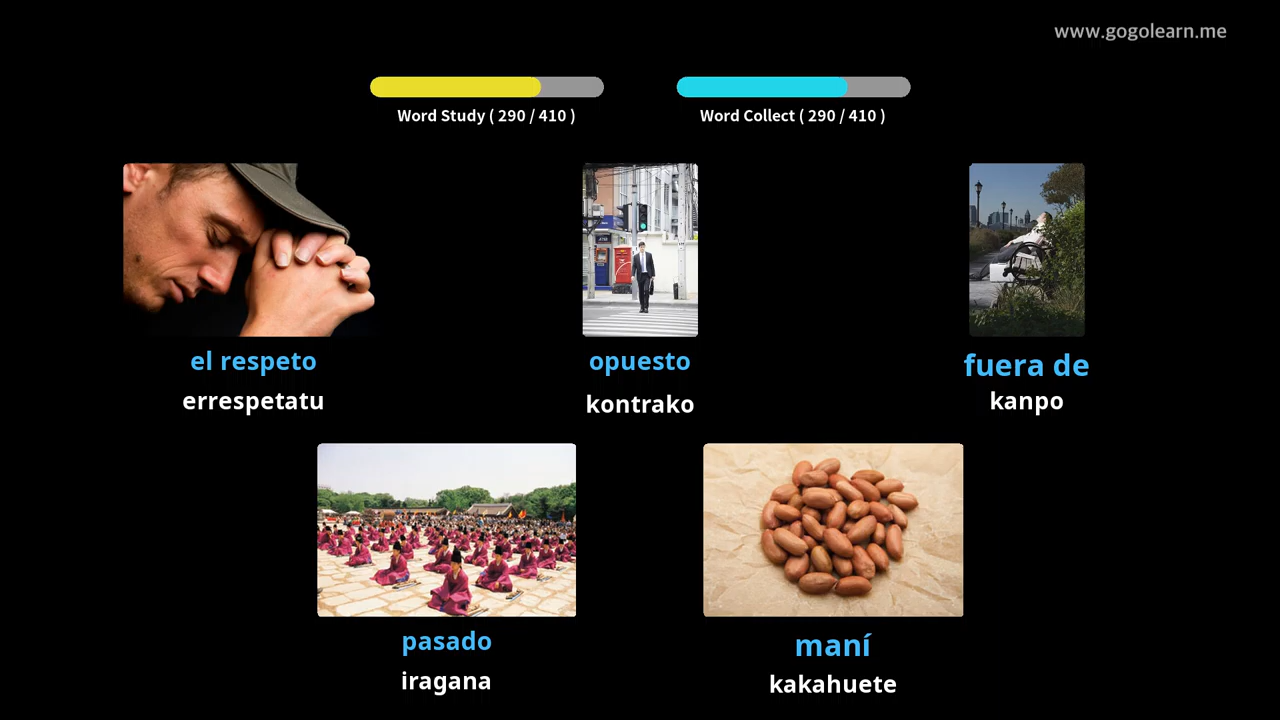 www.gogolearn.me
Word Study ( 290 / 410 )
Word Collect ( 290 / 410 )
el respeto
errespetatu
opuesto
kontrako
fuera de
kanpo
pasado
iragana
maní
kakahuete